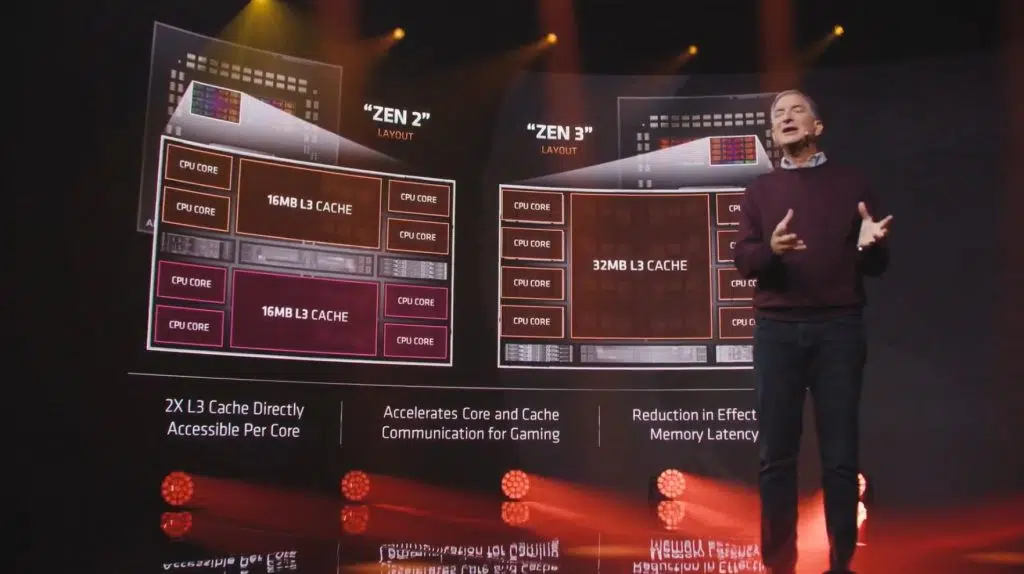 "ZEN 2"
LAYOUT
CPU CORE
CPU CORE
16MB L3 CACHE
CPU CORE
CPU CORE
CPU CORE
CPU CORE
16MB L3 CACHE
CPU CORE
CPU CORE
"ZEN 3"
LAYOUT
CPU CORE
CPU CORE
CPU CORE
CPU CORE
32MB L3 CACHE
CPU
CPU
CPU
2X L3 Cache Directly
Accessible Per Core
Accelerates Core and Cache
Communication for Gaming
Reduction in
Memory Latency